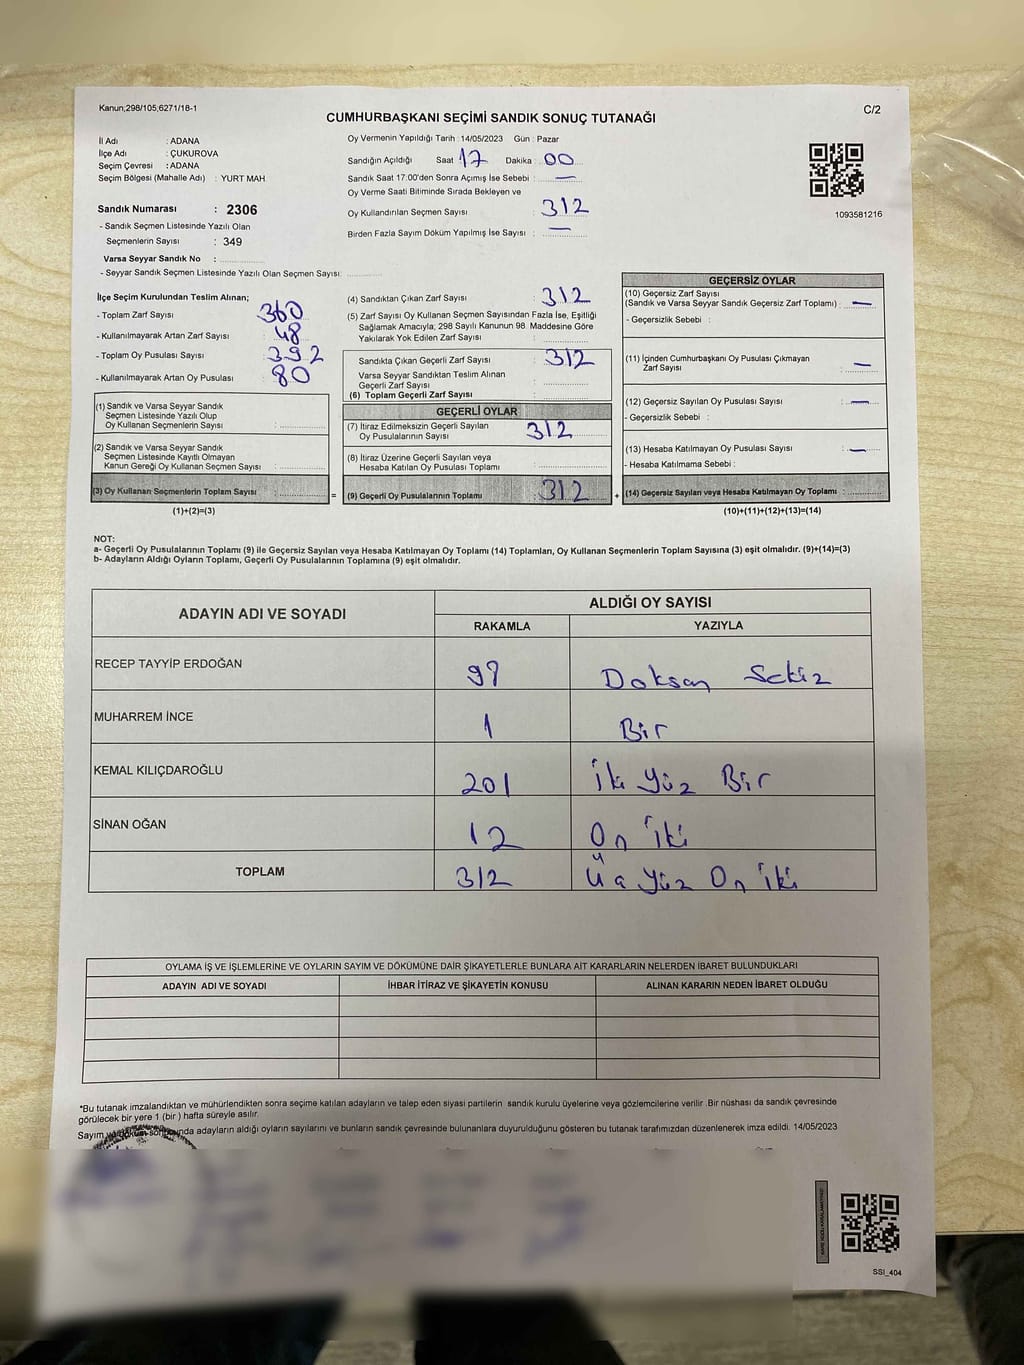 Kanun;298/105;6271/18-1
C/2
CUMHURBAŞKANI SEÇİMİ SANDIK SONUÇ TUTANAĞI
İl Adı : ADANA
İlçe Adı : ÇUKUROVA
Seçim Çevresi : ADANA
Seçim Bölgesi (Mahalle Adı) : YURT MAH.
Sandık Numarası : 2306
- Sandık Seçmen Listesinde Yazılı Olan
Seçmenlerin Sayısı : 349
Varsa Seyyar Sandık No :
- Seyyar Sandık Seçmen Listesinde Yazılı Olan Seçmen Sayısı:
Oy Vermenin Yapıldığı Tarih : 14/05/2023 Gün : Pazar
Sandığın Açıldığı Saat 17 Dakika : 00
Sandık Saat 17:00'den Sonra Açılmış İse Sebebi : —
Oy Verme Saati Bitiminde Sırada Bekleyen ve
Oy Kullandırılan Seçmen Sayısı : 312
Birden Fazla Sayım Döküm Yapılmış İse Sayısı : —
1093581216
İlçe Seçim Kurulundan Teslim Alınan;
- Toplam Zarf Sayısı : 360
- Kullanılmayarak Artan Zarf Sayısı : 48
- Toplam Oy Pusulası Sayısı : 392
- Kullanılmayarak Artan Oy Pusulası : 80
(1) Sandık ve Varsa Seyyar Sandık
Seçmen Listesinde Yazılı Olup
Oy Kullanan Seçmenlerin Sayısı :
(2) Sandık ve Varsa Seyyar Sandık
Seçmen Listesinde Kayıtlı Olmayan
Kanun Gereği Oy Kullanan Seçmen Sayısı :
(3) Oy Kullanan Seçmenlerin Toplam Sayısı : =
(1)+(2)=(3)
(4) Sandıktan Çıkan Zarf Sayısı : 312
(5) Zarf Sayısı Oy Kullanan Seçmen Sayısından Fazla İse, Eşitliği
Sağlamak Amacıyla; 298 Sayılı Kanunun 98. Maddesine Göre
Yakılarak Yok Edilen Zarf Sayısı :
Sandıkta Çıkan Geçerli Zarf Sayısı : 312
Varsa Seyyar Sandıktan Teslim Alınan
Geçerli Zarf Sayısı :
(6) Toplam Geçerli Zarf Sayısı :
GEÇERLİ OYLAR
(7) İtiraz Edilmeksizin Geçerli Sayılan
Oy Pusulalarının Sayısı : 312
(8) İtiraz Üzerine Geçerli Sayılan veya
Hesaba Katılan Oy Pusulası Toplamı :
(9) Geçerli Oy Pusulalarının Toplamı : 312 +
GEÇERSİZ OYLAR
(10) Geçersiz Zarf Sayısı
(Sandık ve Varsa Seyyar Sandık Geçersiz Zarf Toplamı) : —
- Geçersizlik Sebebi :
(11) İçinden Cumhurbaşkanı Oy Pusulası Çıkmayan
Zarf Sayısı : —
(12) Geçersiz Sayılan Oy Pusulası Sayısı : —
- Geçersizlik Sebebi :
(13) Hesaba Katılmayan Oy Pusulası Sayısı : —
- Hesaba Katılmama Sebebi :
(14) Geçersiz Sayılan veya Hesaba Katılmayan Oy Toplamı :
(10)+(11)+(12)+(13)=(14)
NOT:
a- Geçerli Oy Pusulalarının Toplamı (9) ile Geçersiz Sayılan veya Hesaba Katılmayan Oy Toplamı (14) Toplamları, Oy Kullanan Seçmenlerin Toplam Sayısına (3) eşit olmalıdır. (9)+(14)=(3)
b- Adayların Aldığı Oyların Toplamı, Geçerli Oy Pusulalarının Toplamına (9) eşit olmalıdır.
ADAYIN ADI VE SOYADI
ALDIĞI OY SAYISI
RAKAMLA YAZIYLA
RECEP TAYYİP ERDOĞAN 98 Doksan Sekiz
MUHARREM İNCE 1 Bir
KEMAL KILIÇDAROĞLU 201 İki Yüz Bir
SİNAN OĞAN 12 On İki
TOPLAM 312 Üç Yüz On İki
OYLAMA İŞ VE İŞLEMLERİNE VE OYLARIN SAYIM VE DÖKÜMÜNE DAİR ŞİKAYETLERLE BUNLARA AİT KARARLARIN NELERDEN İBARET BULUNDUKLARI
ADAYIN ADI VE SOYADI İHBAR İTİRAZ VE ŞİKAYETİN KONUSU ALINAN KARARIN NEDEN İBARET OLDUĞU
*Bu tutanak imzalandıktan ve mühürlendikten sonra seçime katılan adayların ve talep eden siyasi partilerin sandık kurulu üyelerine veya gözlemcilerine verilir. Bir nüshası da sandık çevresinde
görülecek bir yere 1 (bir) hafta süreyle asılır.
Sayım ve döküm sonunda adayların aldığı oyların sayılarını ve bunların sandık çevresinde bulunanlara duyurulduğunu gösteren bu tutanak tarafımızdan düzenlenerek imza edildi. 14/05/2023
SSI_404